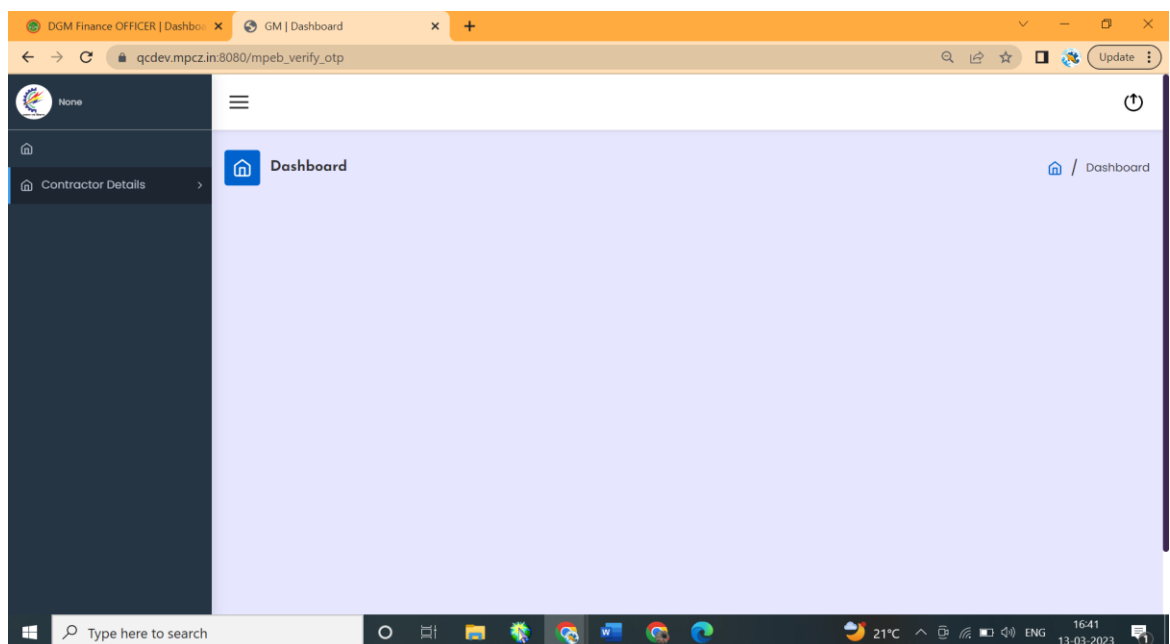 DGM Finance OFFICER | Dashboa
GM | Dashboard
qcdev.mpcz.in:8080/mpeb_verify_otp
Update
None
Dashboard
/ Dashboard
Contractor Details
Type here to search
21°C
ENG
16:41
13-03-2023